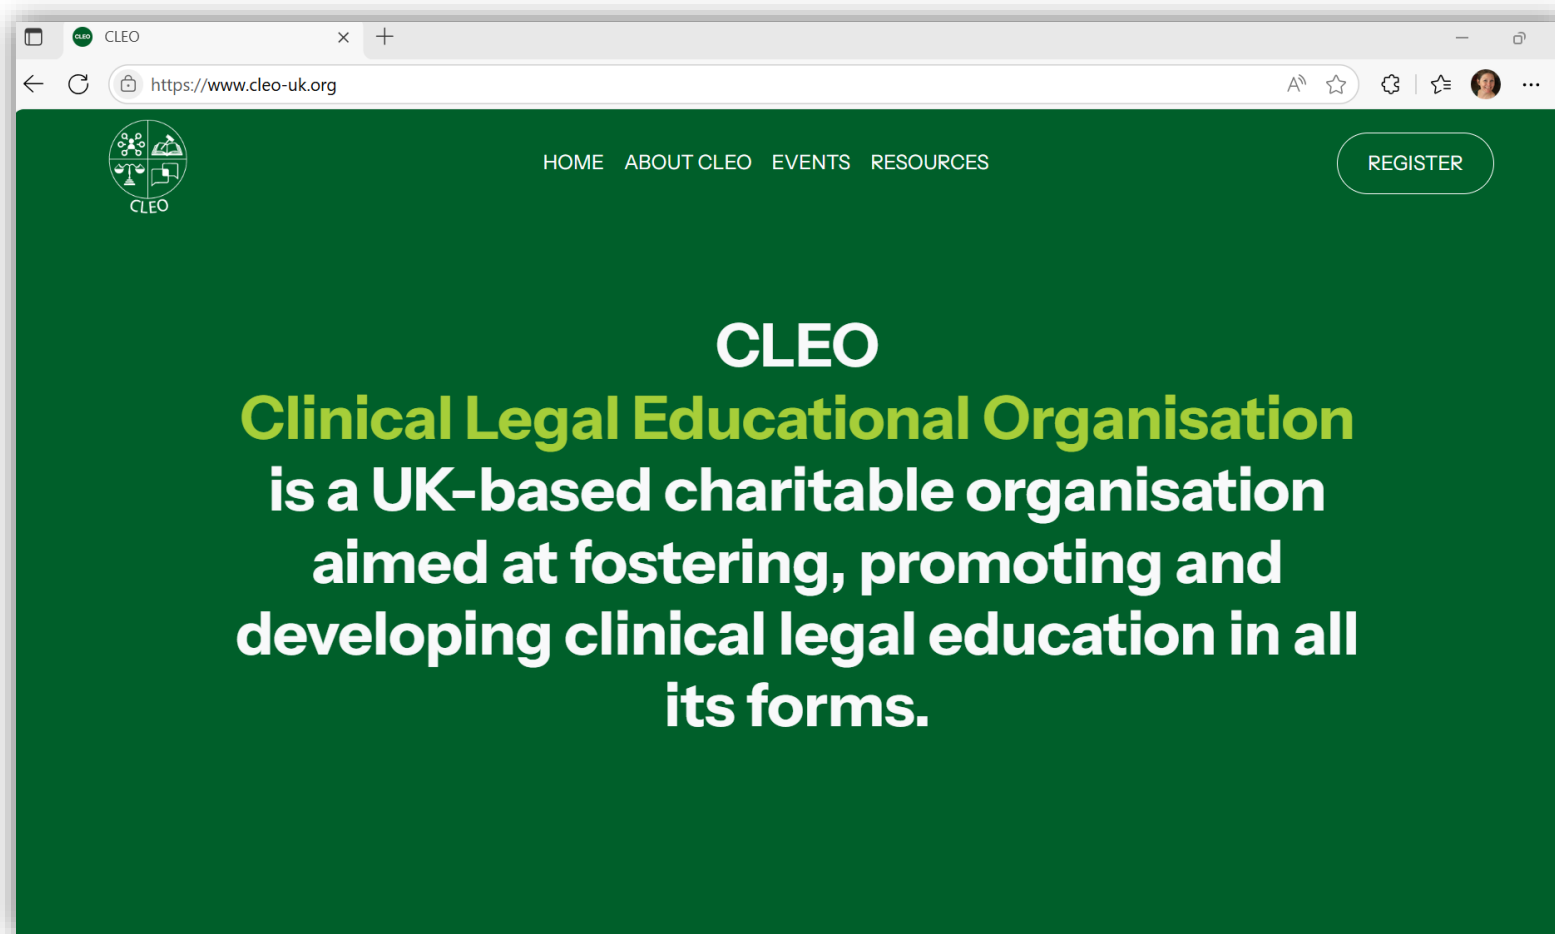 CLEO
https://www.cleo-uk.org
CLEO
HOME ABOUT CLEO EVENTS RESOURCES
REGISTER
CLEO
Clinical Legal Educational Organisation
is a UK-based charitable organisation
aimed at fostering, promoting and
developing clinical legal education in all
its forms.